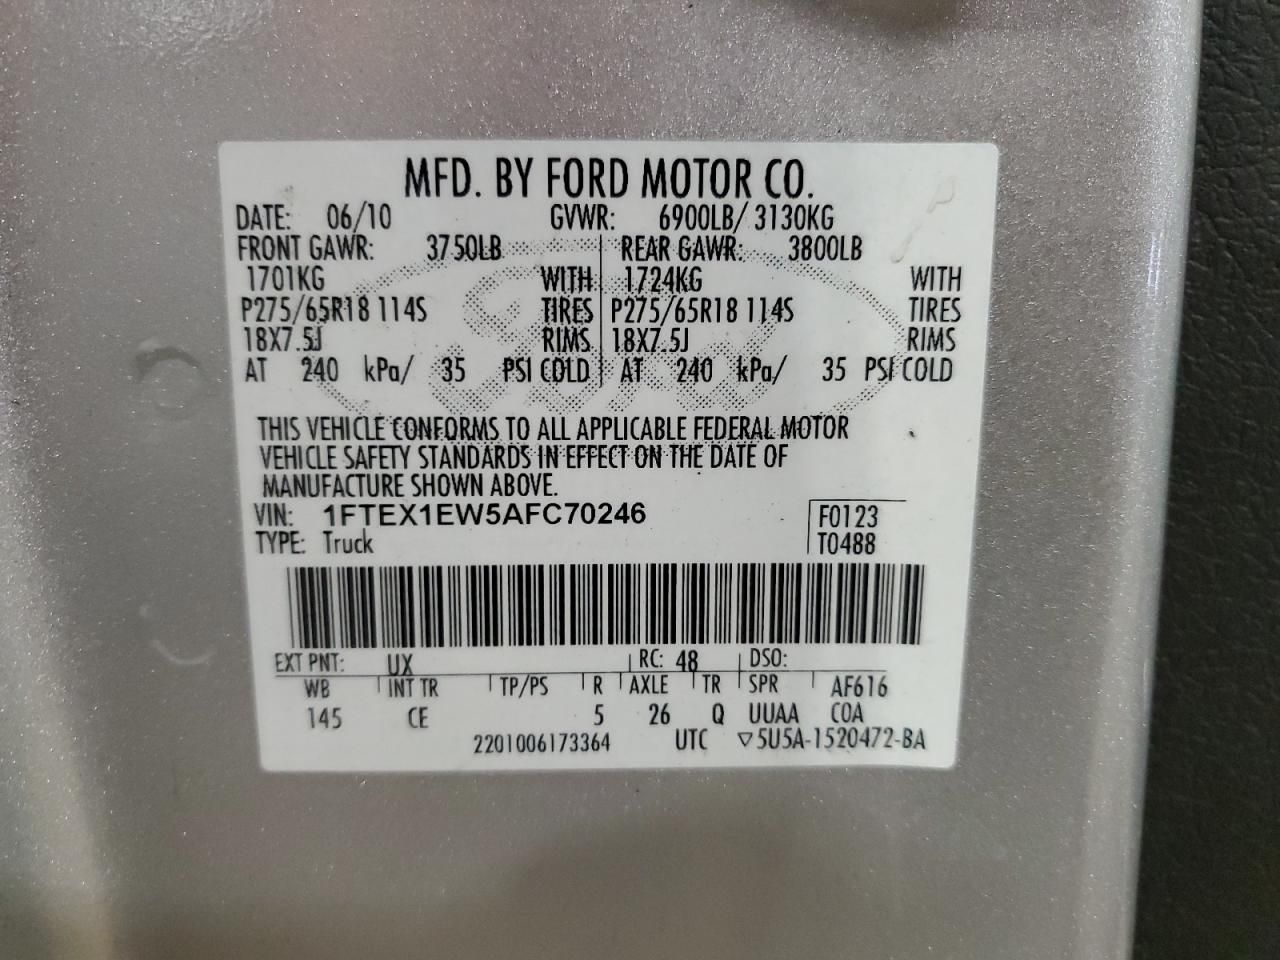 MFD. BY FORD MOTOR CO.
DATE: 06/10 GVWR: 6900LB/ 3130KG
FRONT GAWR: 3750LB REAR GAWR: 3800LB
1701KG WITH 1724KG WITH
P275/65R18 114S TIRES P275/65R18 114S TIRES
18X7.5J RIMS 18X7.5J RIMS
AT 240 kPa/ 35 PSI COLD AT 240 kPa/ 35 PSI COLD
THIS VEHICLE CONFORMS TO ALL APPLICABLE FEDERAL MOTOR
VEHICLE SAFETY STANDARDS IN EFFECT ON THE DATE OF
MANUFACTURE SHOWN ABOVE.
VIN: 1FTEX1EW5AFC70246 F0123
TYPE: Truck T0488
EXT PNT: UX RC: 48 DSO:
WB INT TR TP/PS R AXLE TR SPR AF616
145 CE 5 26 Q UUAA COA
2201006173364 UTC ▽5U5A-1520472-BA